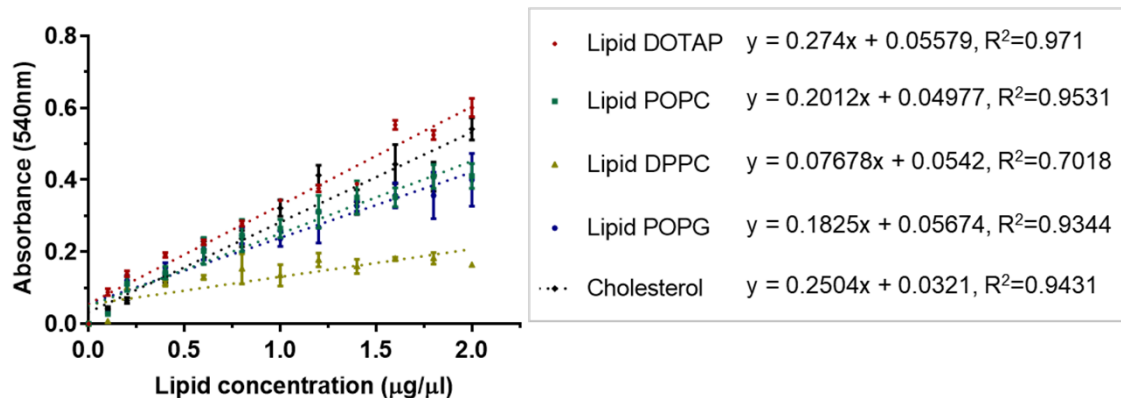 0.8
0.6
0.4
0.2
0.0
Absorbance (540nm)
0.0 0.5 1.0 1.5 2.0
Lipid concentration (μg/μl)
Lipid DOTAP y = 0.274x + 0.05579, R²=0.971
Lipid POPC y = 0.2012x + 0.04977, R²=0.9531
Lipid DPPC y = 0.07678x + 0.0542, R²=0.7018
Lipid POPG y = 0.1825x + 0.05674, R²=0.9344
Cholesterol y = 0.2504x + 0.0321, R²=0.9431